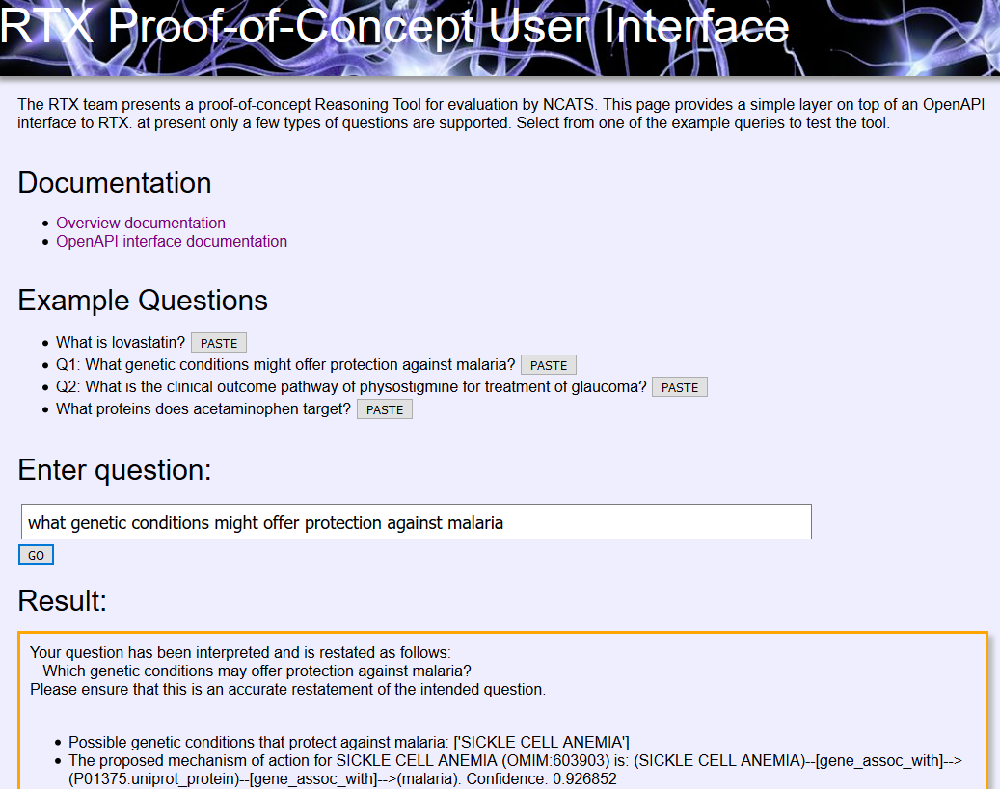 RTX Proof-of-Concept User Interface
The RTX team presents a proof-of-concept Reasoning Tool for evaluation by NCATS. This page provides a simple layer on top of an OpenAPI
interface to RTX. at present only a few types of questions are supported. Select from one of the example queries to test the tool.
Documentation
• Overview documentation
• OpenAPI interface documentation
Example Questions
• What is lovastatin? PASTE
• Q1: What genetic conditions might offer protection against malaria? PASTE
• Q2: What is the clinical outcome pathway of physostigmine for treatment of glaucoma? PASTE
• What proteins does acetaminophen target? PASTE
Enter question:
what genetic conditions might offer protection against malaria
GO
Result:
Your question has been interpreted and is restated as follows:
Which genetic conditions may offer protection against malaria?
Please ensure that this is an accurate restatement of the intended question.
• Possible genetic conditions that protect against malaria: ['SICKLE CELL ANEMIA']
• The proposed mechanism of action for SICKLE CELL ANEMIA (OMIM:603903) is: (SICKLE CELL ANEMIA)--[gene_assoc_with]-->
(P01375:uniprot_protein)--[gene_assoc_with]-->(malaria). Confidence: 0.926852